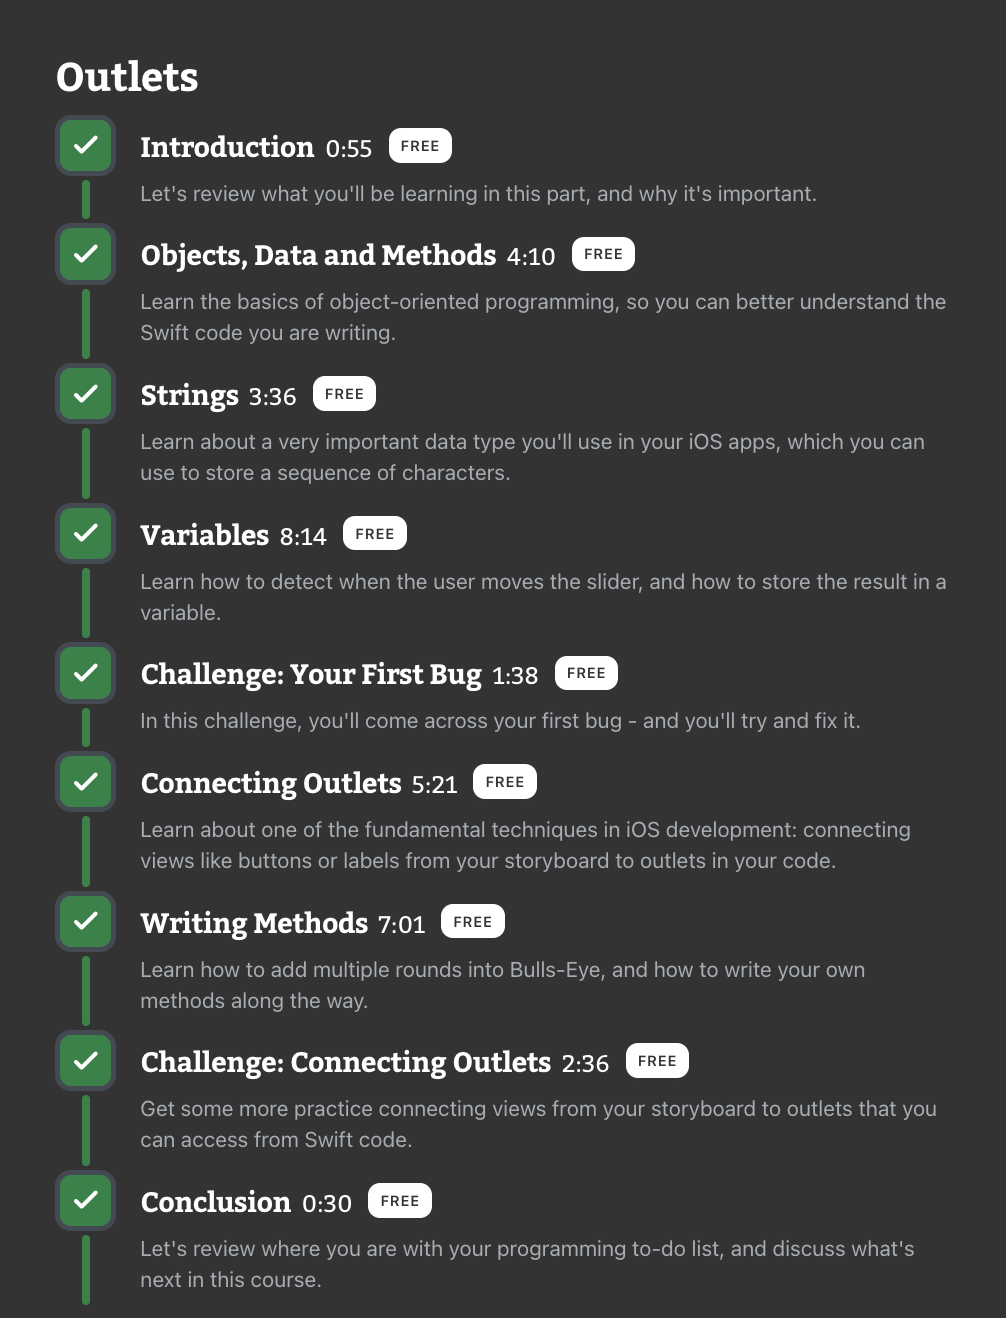 Outlets
Introduction 0:55 FREE
Let's review what you'll be learning in this part, and why it's important.
Objects, Data and Methods 4:10 FREE
Learn the basics of object-oriented programming, so you can better understand the
Swift code you are writing.
Strings 3:36 FREE
Learn about a very important data type you'll use in your iOS apps, which you can
use to store a sequence of characters.
Variables 8:14 FREE
Learn how to detect when the user moves the slider, and how to store the result in a
variable.
Challenge: Your First Bug 1:38 FREE
In this challenge, you'll come across your first bug - and you'll try and fix it.
Connecting Outlets 5:21 FREE
Learn about one of the fundamental techniques in iOS development: connecting
views like buttons or labels from your storyboard to outlets in your code.
Writing Methods 7:01 FREE
Learn how to add multiple rounds into Bulls-Eye, and how to write your own
methods along the way.
Challenge: Connecting Outlets 2:36 FREE
Get some more practice connecting views from your storyboard to outlets that you
can access from Swift code.
Conclusion 0:30 FREE
Let's review where you are with your programming to-do list, and discuss what's
next in this course.